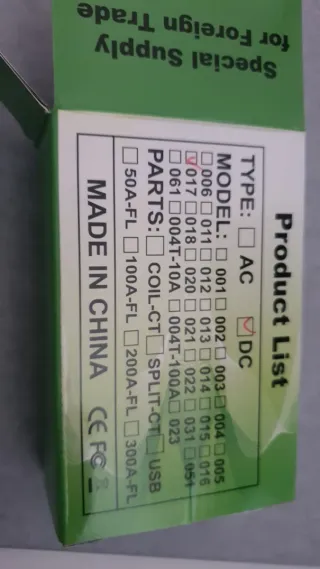 Special Supply
for Foreign Trade
Product List
TYPE: ☐ AC ☑ DC
MODEL: ☐ 001 ☐ 002 ☐ 003 ☐ 004 ☐ 005
☐ 006 ☐ 011 ☐ 012 ☐ 013 ☐ 014 ☐ 015 ☐ 016
☑ 017 ☐ 018 ☐ 020 ☐ 021 ☐ 022 ☐ 031 ☐ 051
☐ 061 ☐ 004T-10A ☐ 004T-100A ☐ 023
PARTS: ☐ COIL-CT ☐ SPLIT-CT ☐ USB
☐ 50A-FL ☐ 100A-FL ☐ 200A-FL ☐ 300A-FL
MADE IN CHINA CE FC